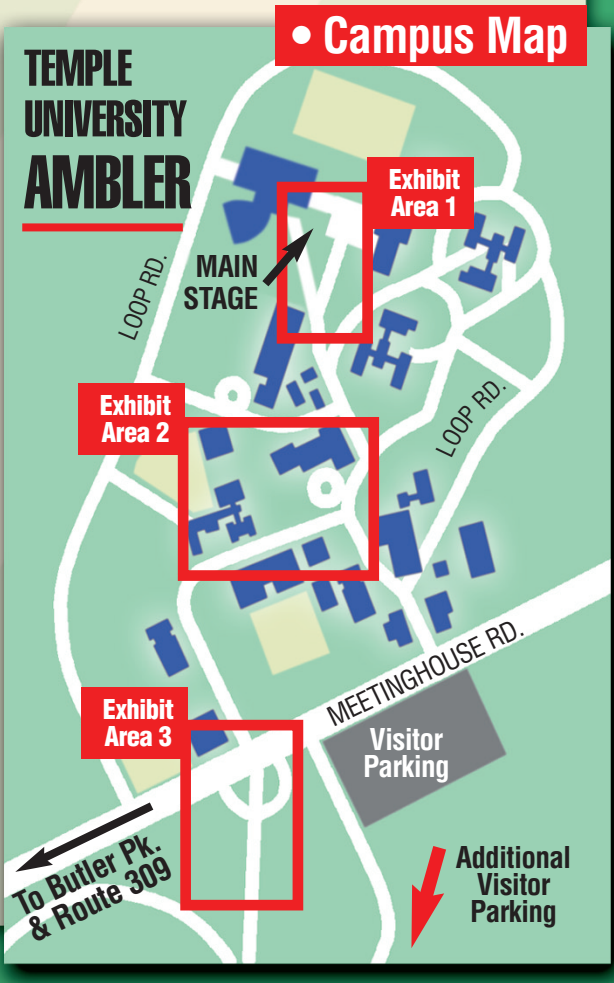 • Campus Map
TEMPLE
UNIVERSITY
AMBLER
Exhibit
Area 1
LOOP RD.
MAIN
STAGE
Exhibit
Area 2
LOOP RD.
MEETINGHOUSE RD.
Exhibit
Area 3
Visitor
Parking
To Butler Pk.
& Route 309
Additional
Visitor
Parking